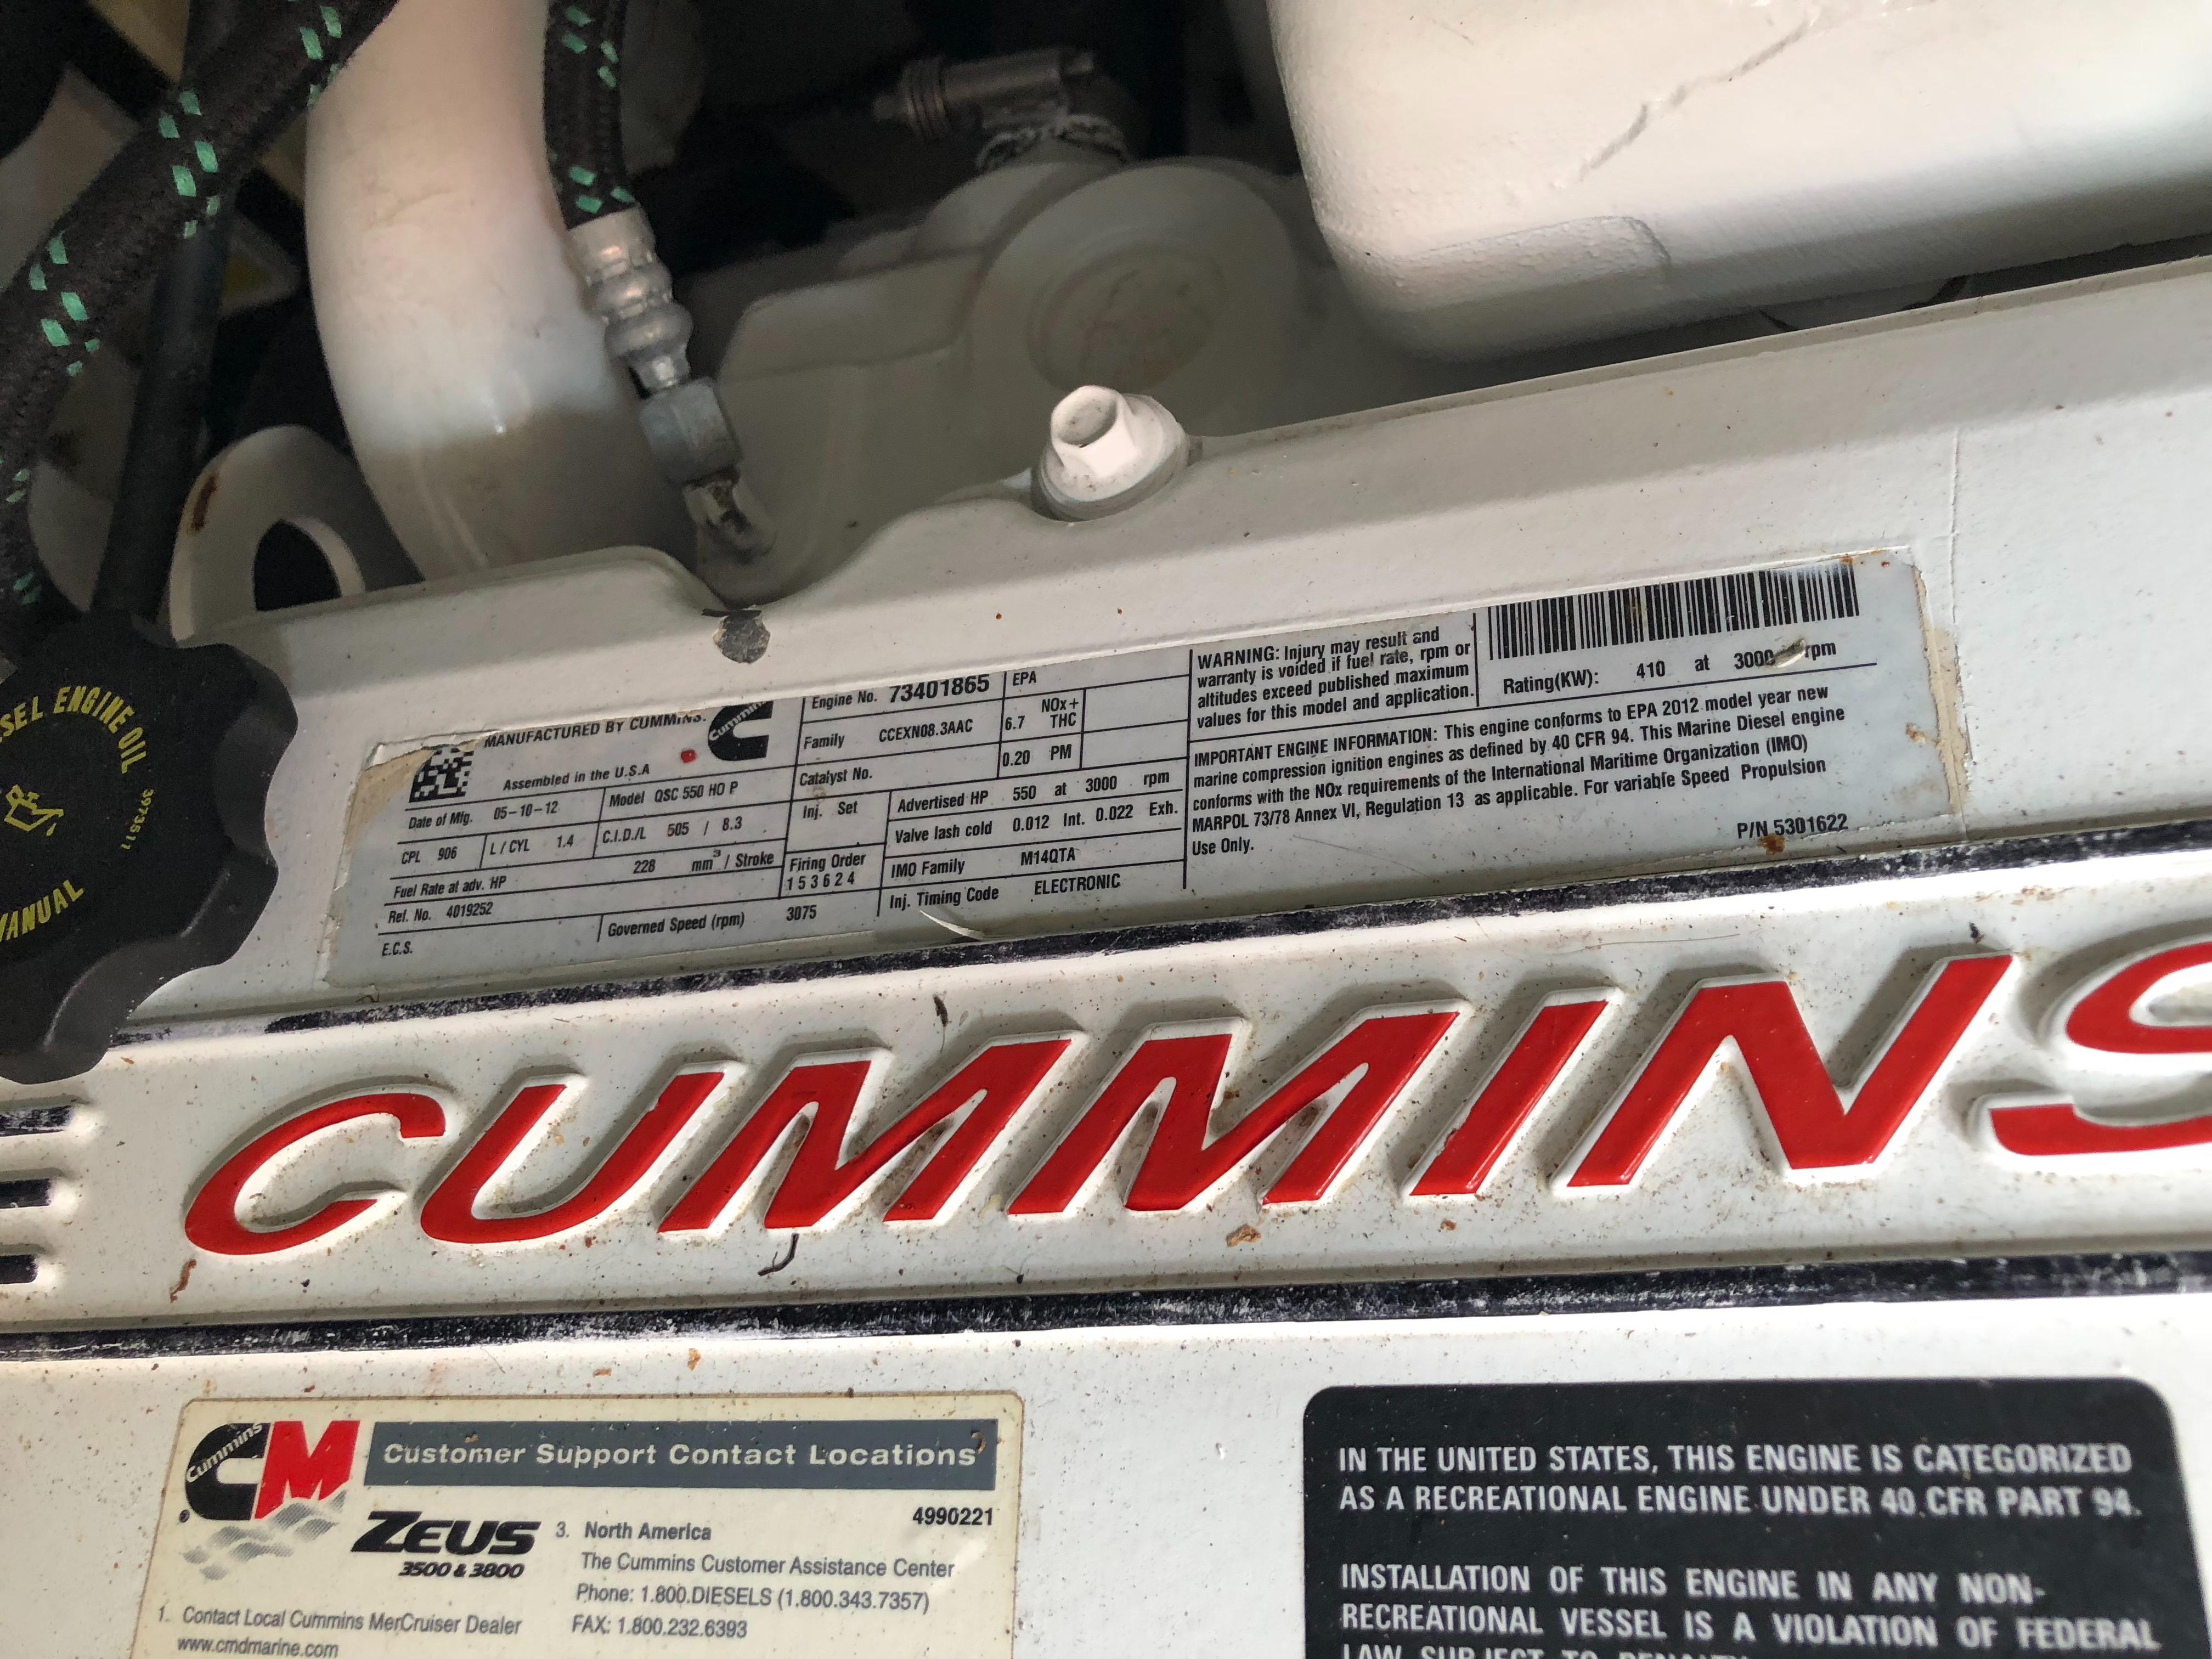 SEL ENGINE OIL
3973511
MANUAL
MANUFACTURED BY CUMMINS.
Cummins
Assembled in the U.S.A
Date of Mfg. 05-10-12
Model QSC 550 HO P
CPL 906
L / CYL 1.4
C.I.D./L 505 / 8.3
Fuel Rate at adv. HP 228 mm³ / Stroke
Ref. No. 4019252
E.C.S.
Governed Speed (rpm) 3075
Engine No. 73401865
Family CCEXN08.3AAC
Catalyst No.
Inj. Set
Firing Order
1 5 3 6 2 4
EPA
6.7 NOx + THC
0.20 PM
Advertised HP 550 at 3000 rpm
Valve lash cold 0.012 Int. 0.022 Exh.
IMO Family M14QTA
Inj. Timing Code ELECTRONIC
WARNING: Injury may result and
warranty is voided if fuel rate, rpm or
altitudes exceed published maximum
values for this model and application.
Rating(KW): 410 at 3000 rpm
IMPORTANT ENGINE INFORMATION: This engine conforms to EPA 2012 model year new
marine compression ignition engines as defined by 40 CFR 94. This Marine Diesel engine
conforms with the NOx requirements of the International Maritime Organization (IMO)
MARPOL 73/78 Annex VI, Regulation 13 as applicable. For variable Speed Propulsion
Use Only.
P/N 5301622
CUMMINS
Cummins
CM
®
Customer Support Contact Locations
4990221
ZEUS
3500 & 3800
1. Contact Local Cummins MerCruiser Dealer
www.cmdmarine.com
3. North America
The Cummins Customer Assistance Center
Phone: 1.800.DIESELS (1.800.343.7357)
FAX: 1.800.232.6393
IN THE UNITED STATES, THIS ENGINE IS CATEGORIZED
AS A RECREATIONAL ENGINE UNDER 40 CFR PART 94.
INSTALLATION OF THIS ENGINE IN ANY NON-
RECREATIONAL VESSEL IS A VIOLATION OF FEDERAL
LAW SUBJECT TO PENALTY